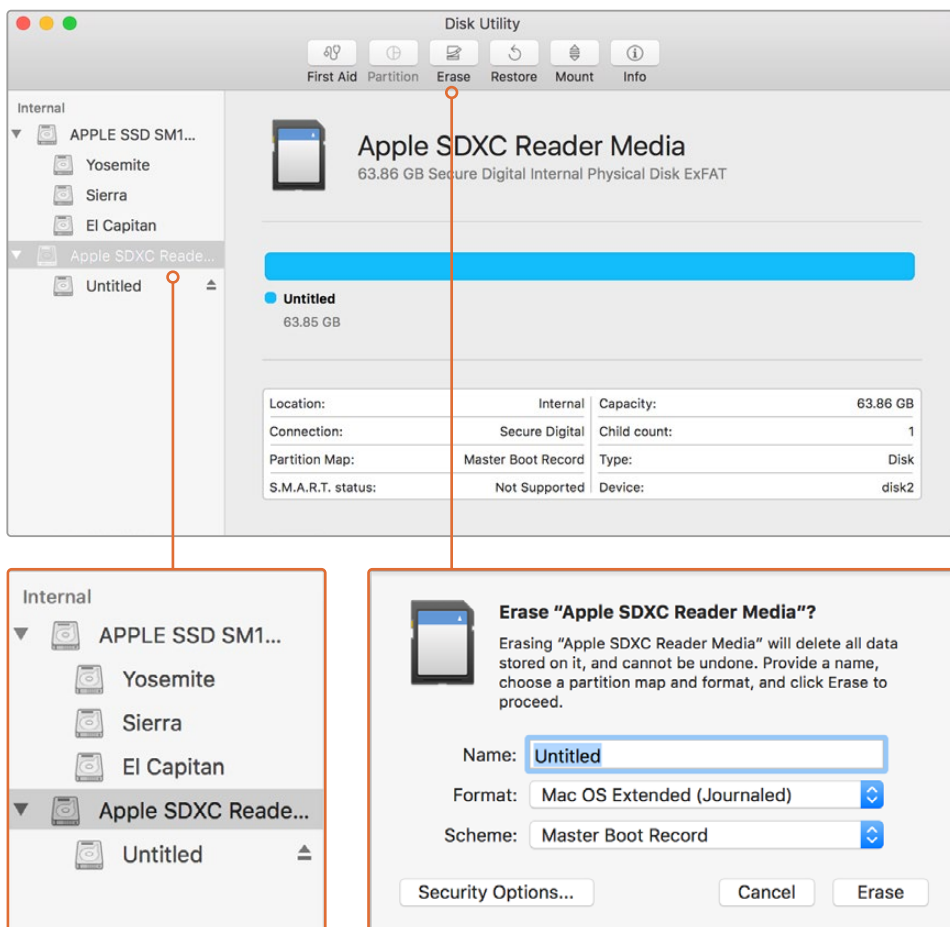 Disk Utility
First Aid Partition Erase Restore Mount Info
Internal
APPLE SSD SM1...
Yosemite
Sierra
El Capitan
Apple SDXC Reade...
Untitled
Apple SDXC Reader Media
63.86 GB Secure Digital Internal Physical Disk ExFAT
Untitled
63.85 GB
Location: Internal Capacity: 63.86 GB
Connection: Secure Digital Child count: 1
Partition Map: Master Boot Record Type: Disk
S.M.A.R.T. status: Not Supported Device: disk2
Internal
APPLE SSD SM1...
Yosemite
Sierra
El Capitan
Apple SDXC Reade...
Untitled
Erase “Apple SDXC Reader Media”?
Erasing “Apple SDXC Reader Media” will delete all data
stored on it, and cannot be undone. Provide a name,
choose a partition map and format, and click Erase to
proceed.
Name: Untitled
Format: Mac OS Extended (Journaled)
Scheme: Master Boot Record
Security Options... Cancel Erase